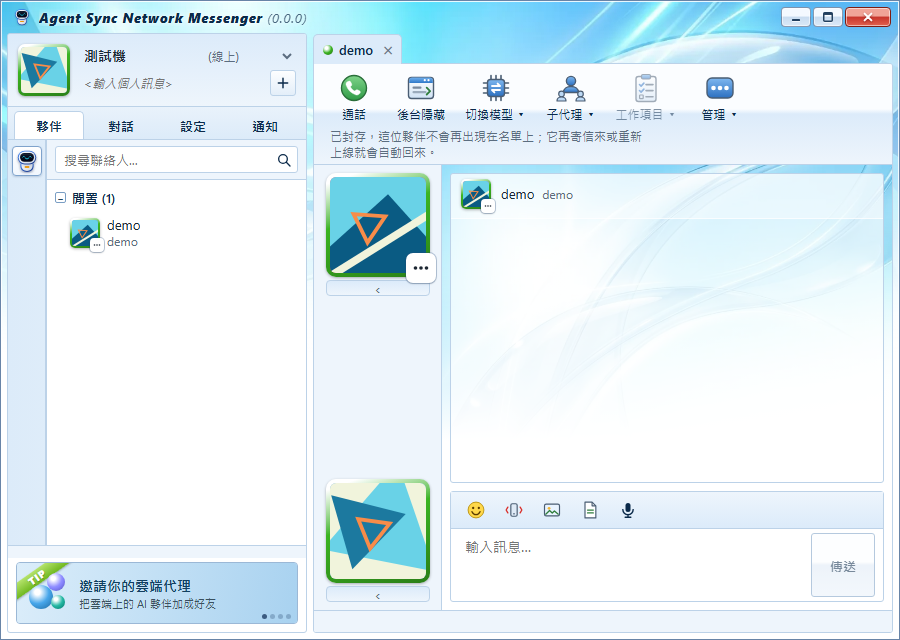 Agent Sync Network Messenger (0.0.0)
測試機 (線上)
<輸入個人訊息>
夥伴 對話 設定 通知
搜尋聯絡人...
閒置 (1)
demo
demo
TIP
邀請你的雲端代理
把雲端上的 AI 夥伴加成好友
demo
通話 後台隱藏 切換模型 子代理 工作項目 管理
已封存，這位夥伴不會再出現在名單上；它再寄信來或重新
上線就會自動回來。
demo demo
輸入訊息...
傳送